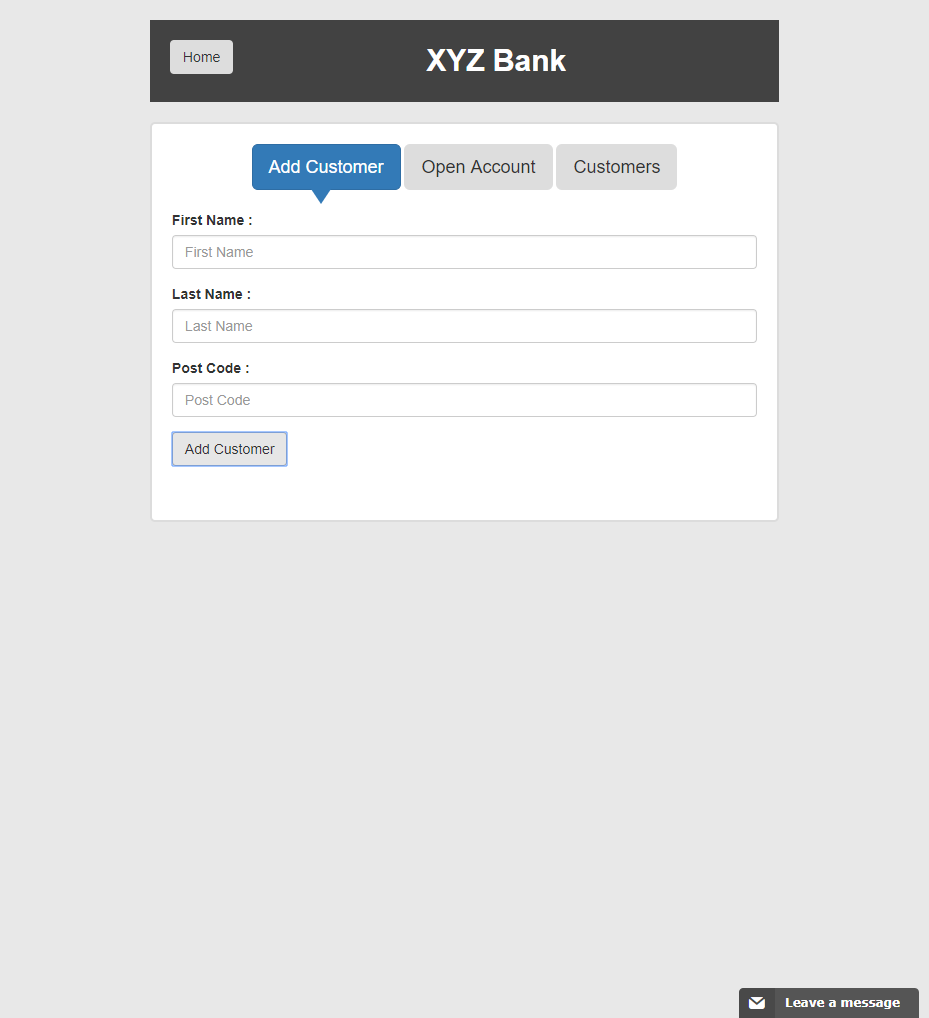 Home
XYZ Bank
Add Customer
Open Account
Customers
First Name :
First Name
Last Name :
Last Name
Post Code :
Post Code
Add Customer
Leave a message